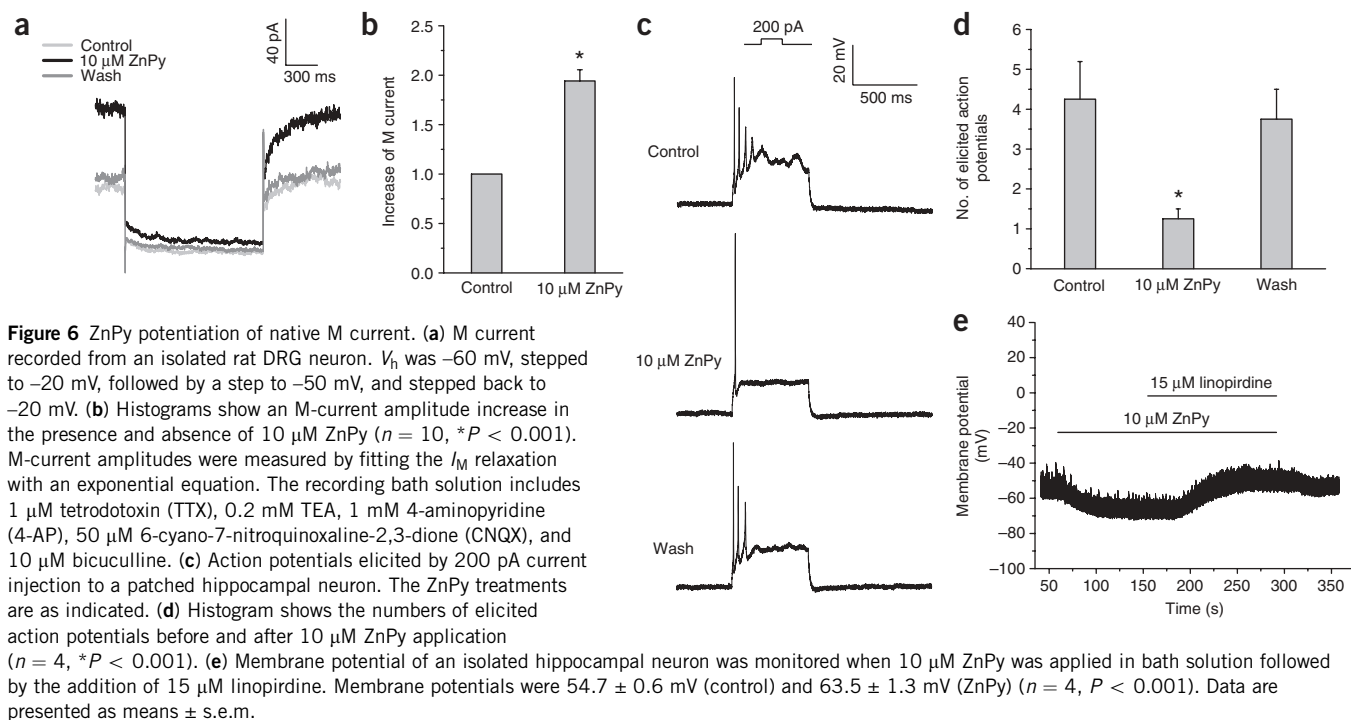 a
Control
10 µM ZnPy
Wash
40 pA
300 ms
b
Increase of M current
2.5
2.0
1.5
1.0
0.5
0.0
*
Control
10 µM ZnPy
c
200 pA
20 mV
500 ms
Control
10 µM ZnPy
Wash
d
No. of elicited action
potentials
6
5
4
3
2
1
0
*
Control
10 µM ZnPy
Wash
e
Membrane potential
(mV)
40
20
0
–20
–40
–60
–80
–100
15 µM linopirdine
10 µM ZnPy
50
100
150
200
250
300
350
Time (s)
Figure 6 ZnPy potentiation of native M current. (a) M current
recorded from an isolated rat DRG neuron. Vh was –60 mV, stepped
to –20 mV, followed by a step to –50 mV, and stepped back to
–20 mV. (b) Histograms show an M-current amplitude increase in
the presence and absence of 10 µM ZnPy (n = 10, *P < 0.001).
M-current amplitudes were measured by fitting the IM relaxation
with an exponential equation. The recording bath solution includes
1 µM tetrodotoxin (TTX), 0.2 mM TEA, 1 mM 4-aminopyridine
(4-AP), 50 µM 6-cyano-7-nitroquinoxaline-2,3-dione (CNQX), and
10 µM bicuculline. (c) Action potentials elicited by 200 pA current
injection to a patched hippocampal neuron. The ZnPy treatments
are as indicated. (d) Histogram shows the numbers of elicited
action potentials before and after 10 µM ZnPy application
(n = 4, *P < 0.001). (e) Membrane potential of an isolated hippocampal neuron was monitored when 10 µM ZnPy was applied in bath solution followed
by the addition of 15 µM linopirdine. Membrane potentials were 54.7 ± 0.6 mV (control) and 63.5 ± 1.3 mV (ZnPy) (n = 4, P < 0.001). Data are
presented as means ± s.e.m.